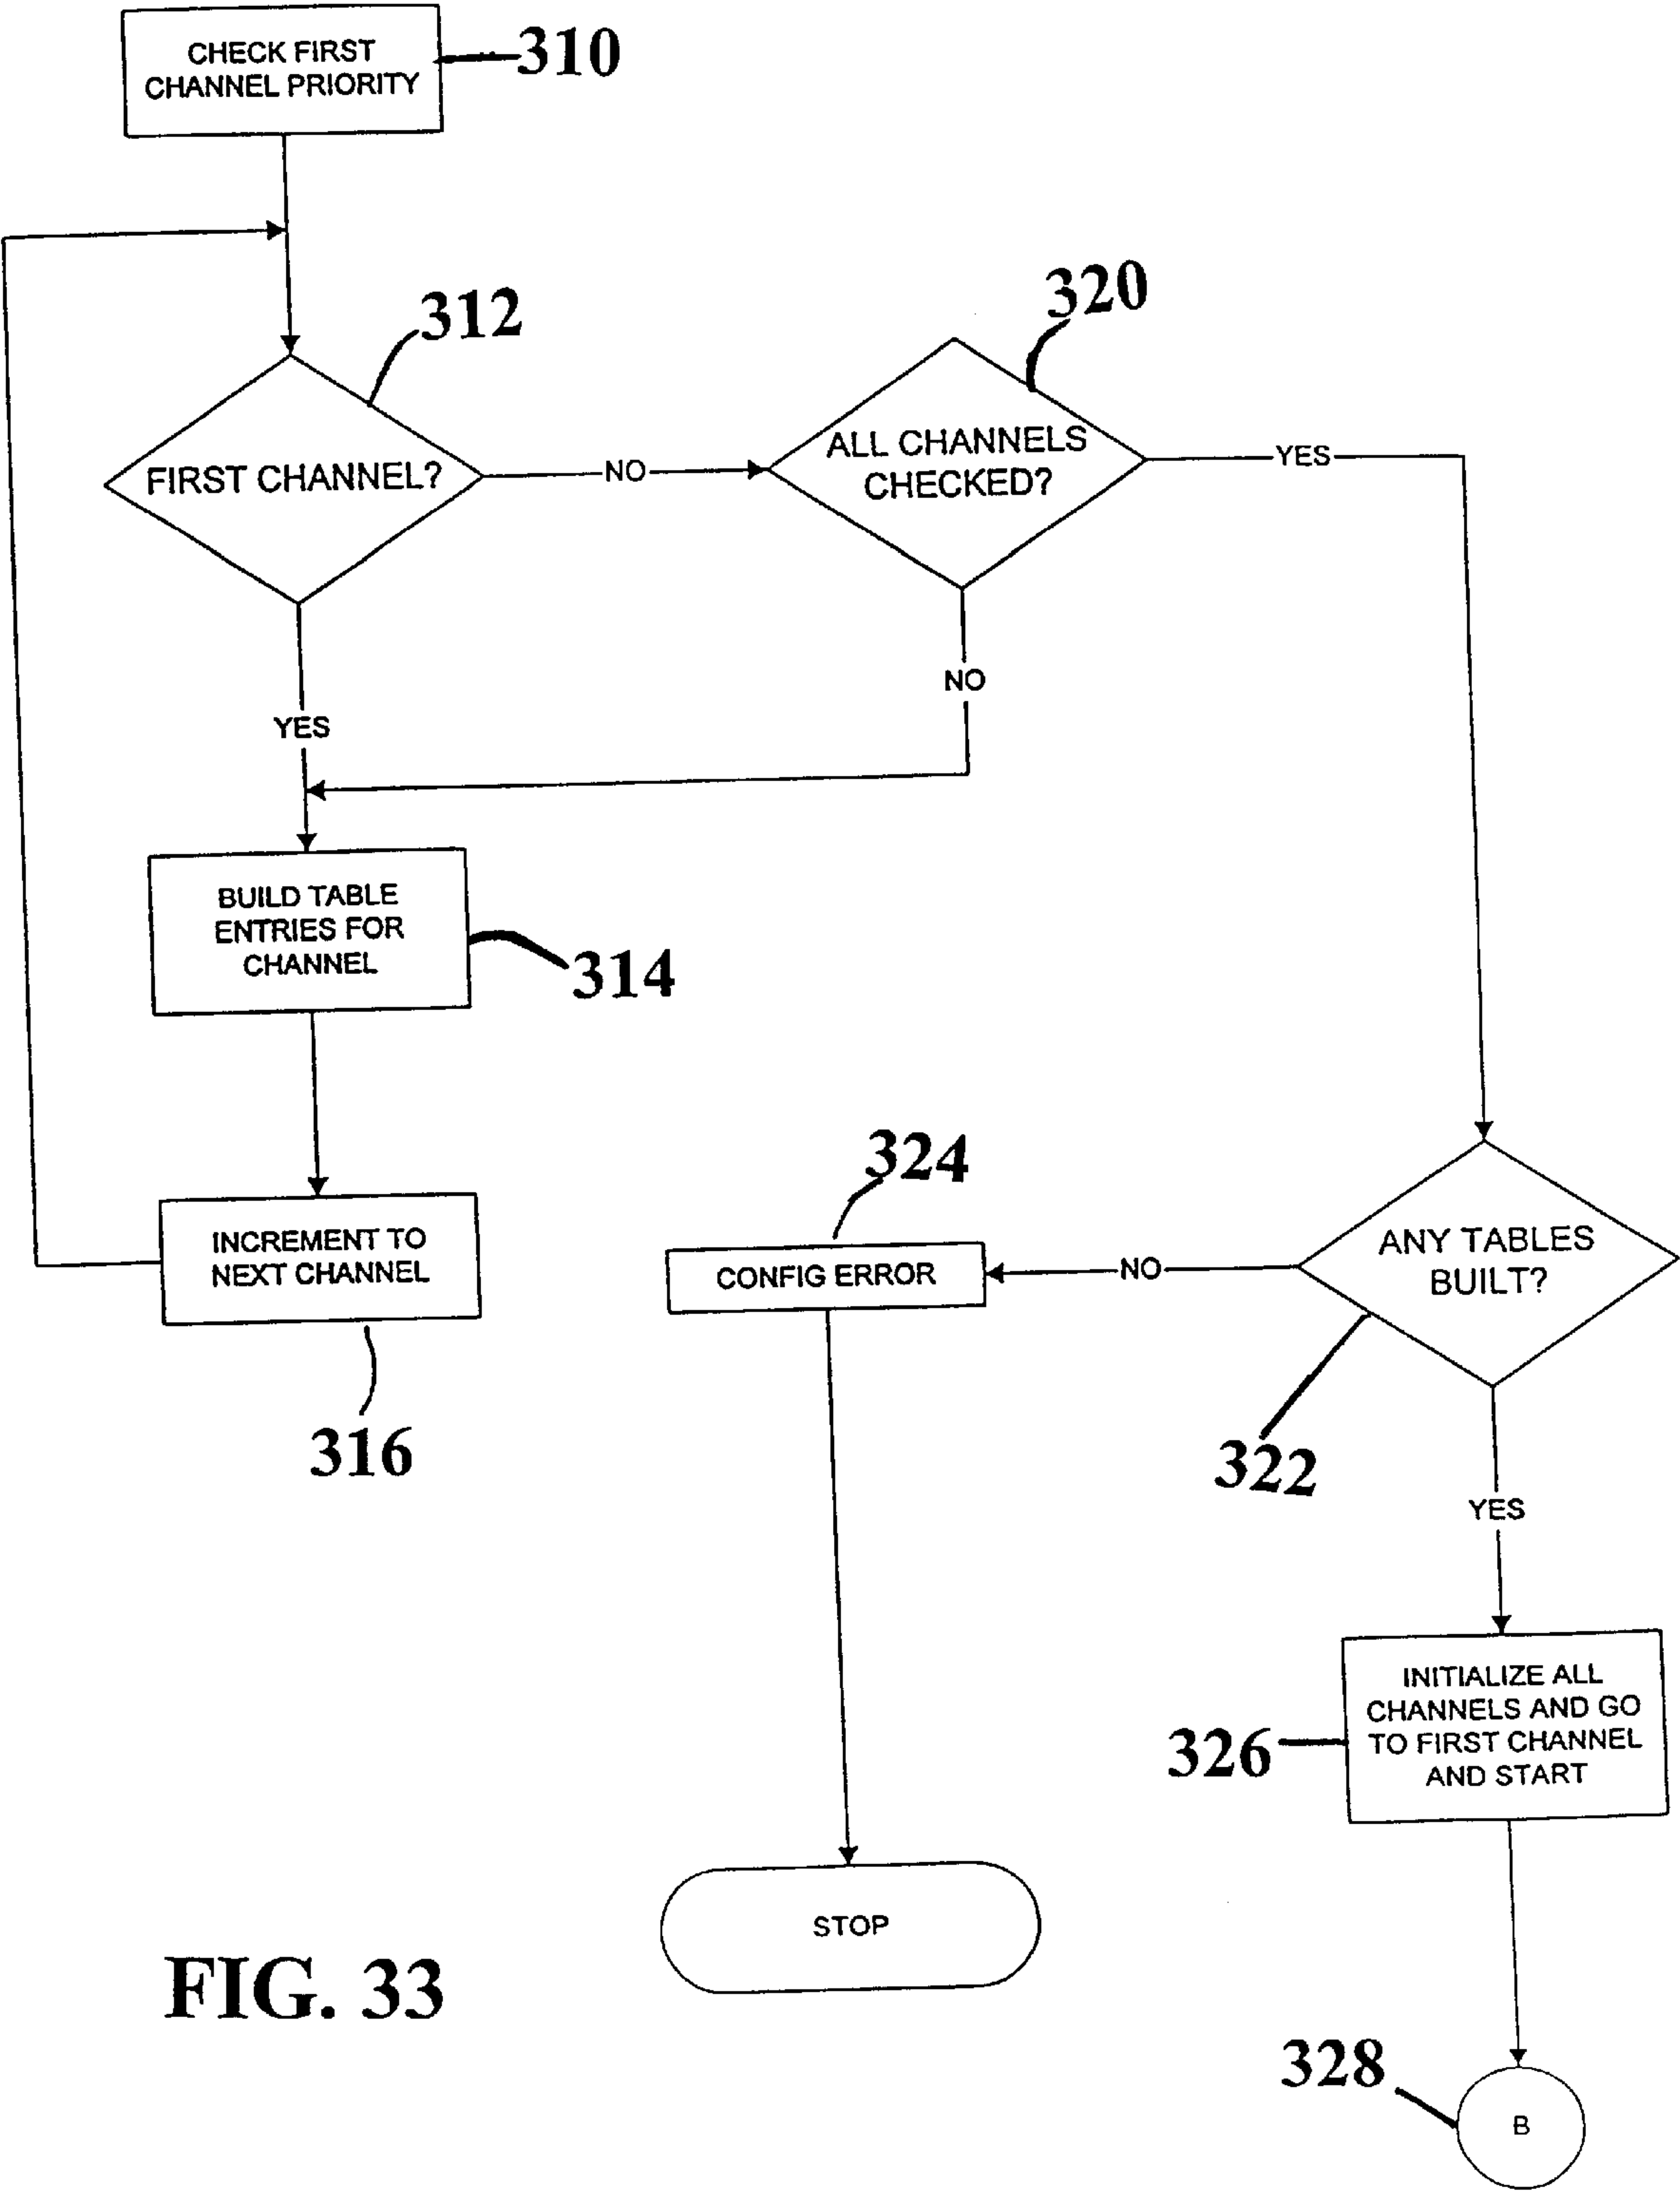 CHECK FIRST
CHANNEL PRIORITY
310
312
320
FIRST CHANNEL?
NO
ALL CHANNELS
CHECKED?
YES
NO
YES
BUILD TABLE
ENTRIES FOR
CHANNEL
314
324
INCREMENT TO
NEXT CHANNEL
CONFIG ERROR
NO
ANY TABLES
BUILT?
316
322
YES
INITIALIZE ALL
CHANNELS AND GO
TO FIRST CHANNEL
AND START
326
STOP
FIG. 33
328
B